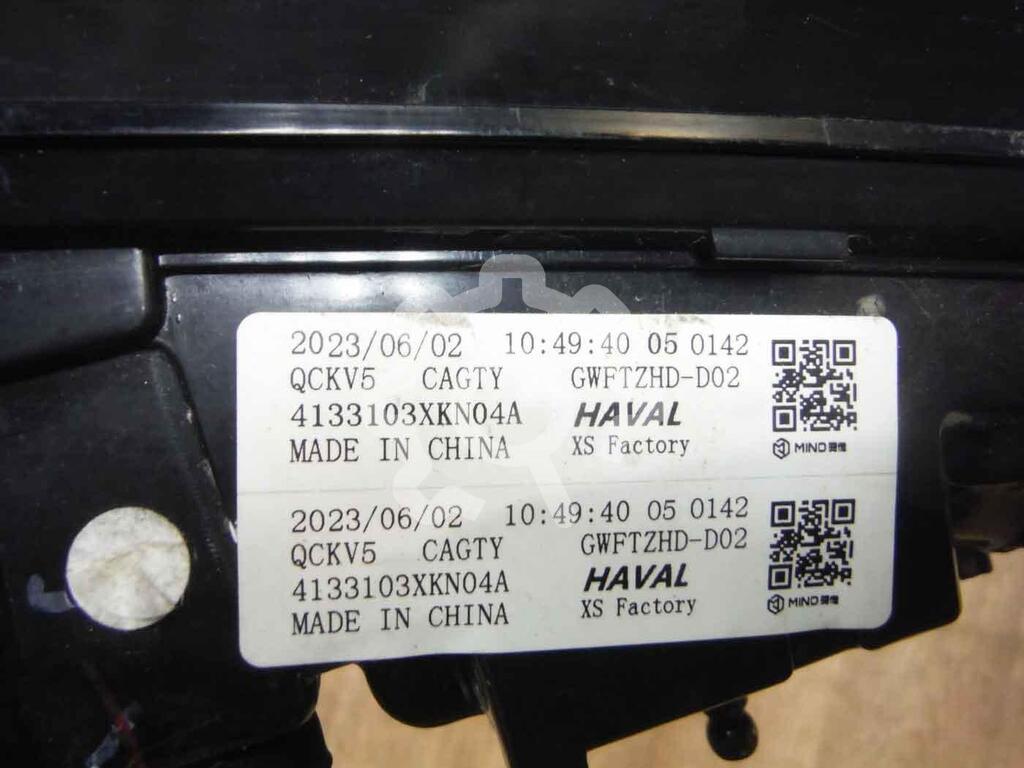 2023/06/02 10:49:40 05 0142
QCKV5 CAGTY GWFTZHD-D02
4133103XKN04A HAVAL
MADE IN CHINA XS Factory
MIND
2023/06/02 10:49:40 05 0142
QCKV5 CAGTY GWFTZHD-D02
4133103XKN04A HAVAL
MADE IN CHINA XS Factory
MIND